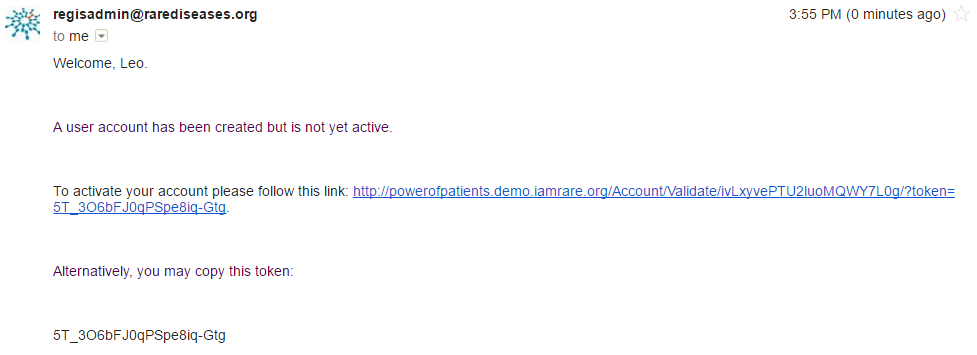 regisadmin@rarediseases.org 3:55 PM (0 minutes ago)
to me
Welcome, Leo.
A user account has been created but is not yet active.
To activate your account please follow this link: http://powerofpatients.demo.iamrare.org/Account/Validate/ivLxyvePTU2luoMQWY7L0g/?token=
5T_3O6bFJ0qPSpe8iq-Gtg.
Alternatively, you may copy this token:
5T_3O6bFJ0qPSpe8iq-Gtg